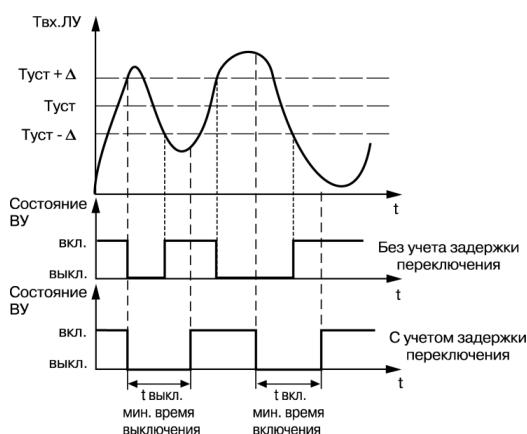 Tвх.ЛУ
Туст + Δ
Туст
Туст - Δ
t
Состояние
ВУ
вкл.
выкл.
Без учета задержки
переключения
t
Состояние
ВУ
вкл.
выкл.
С учетом задержки
переключения
t
t выкл.
мин. время
выключения
t вкл.
мин. время
включения